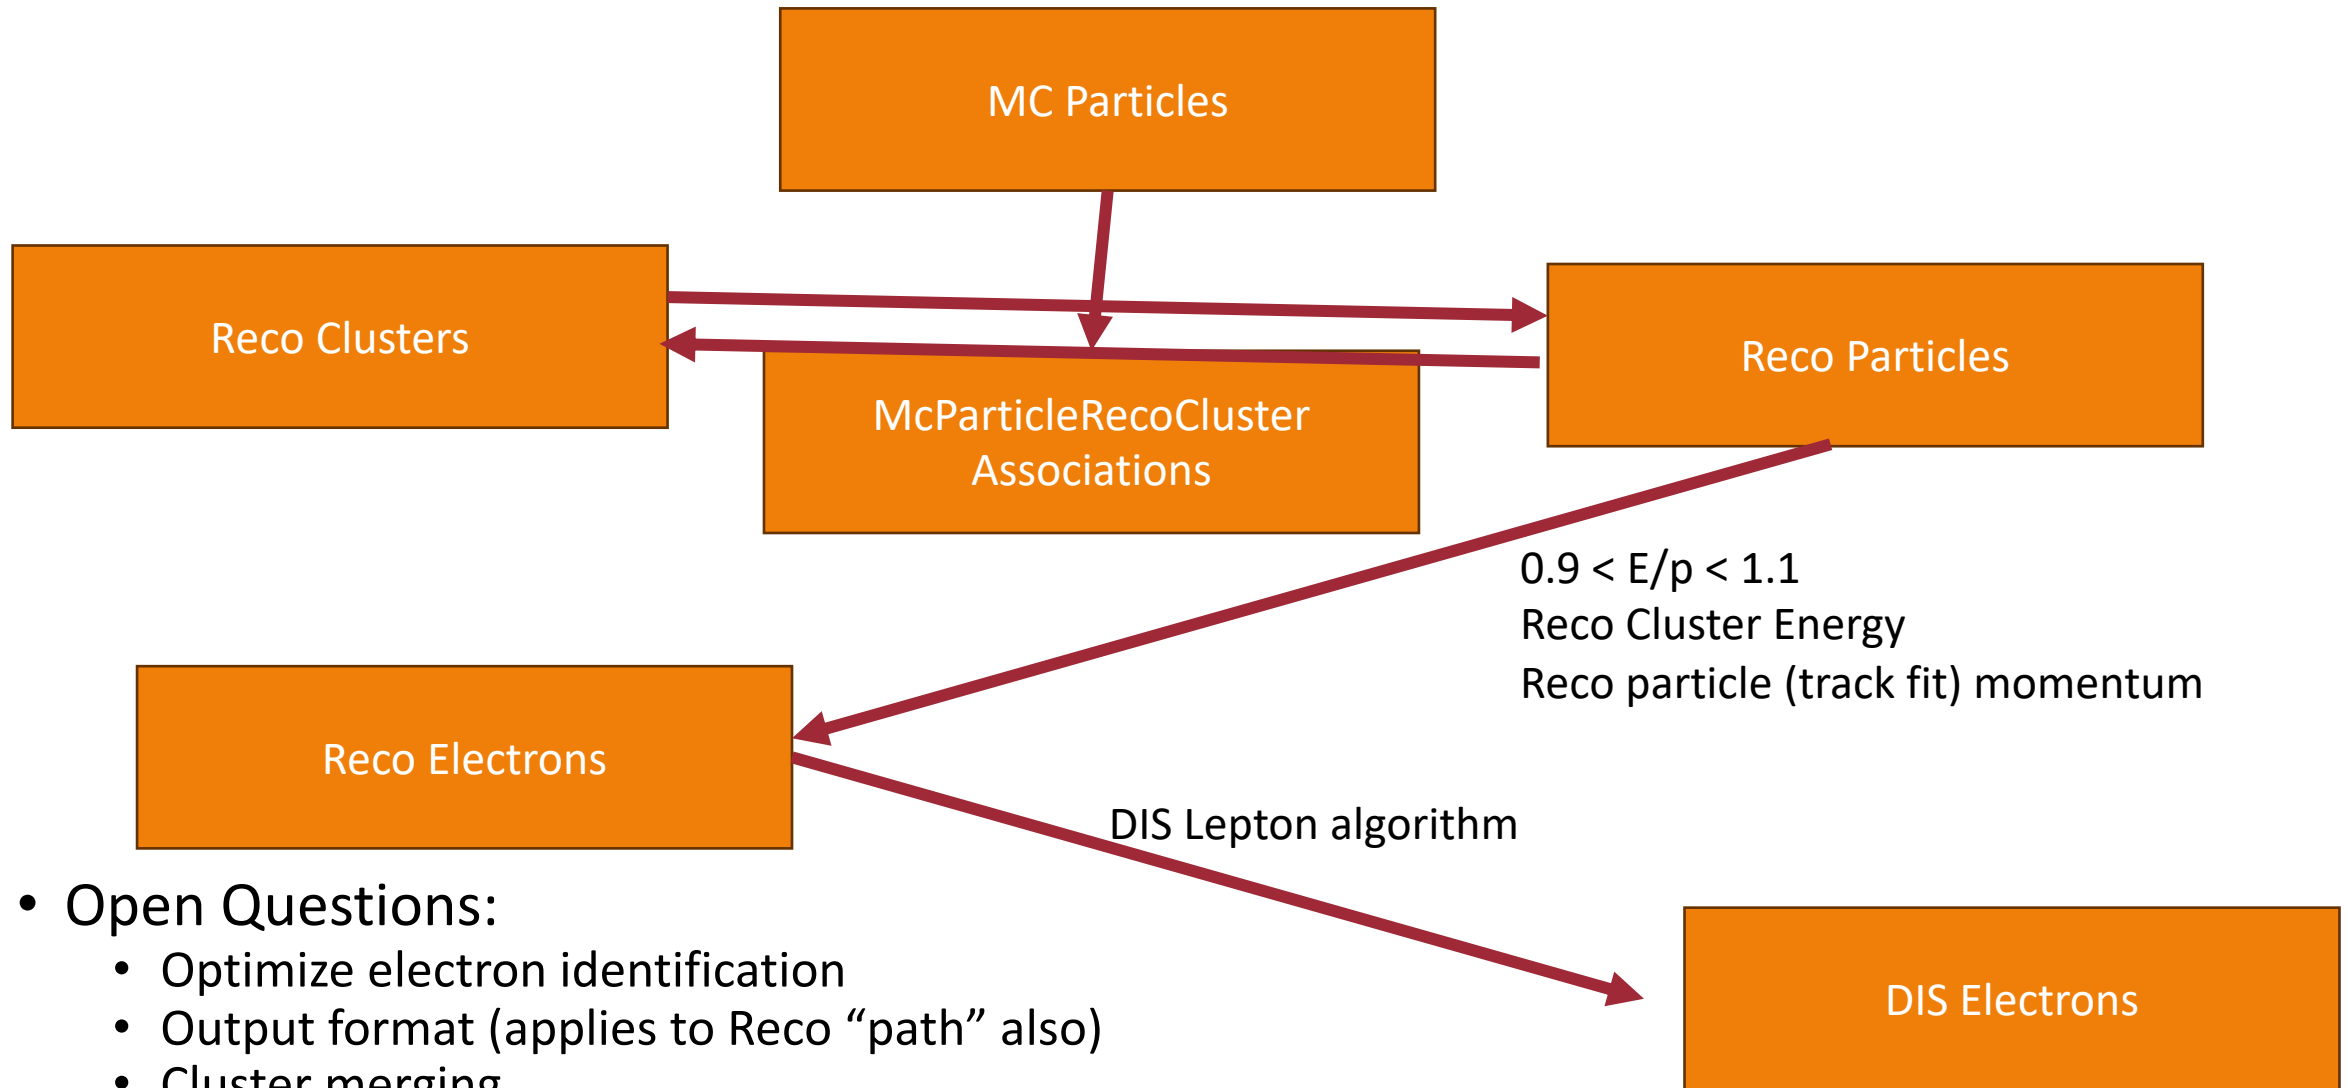 MC Particles
Reco Clusters
Reco Particles
McParticleRecoCluster
Associations
0.9 < E/p < 1.1
Reco Cluster Energy
Reco particle (track fit) momentum
Reco Electrons
DIS Lepton algorithm
• Open Questions:
• Optimize electron identification
• Output format (applies to Reco “path” also)
• Cluster merging
DIS Electrons